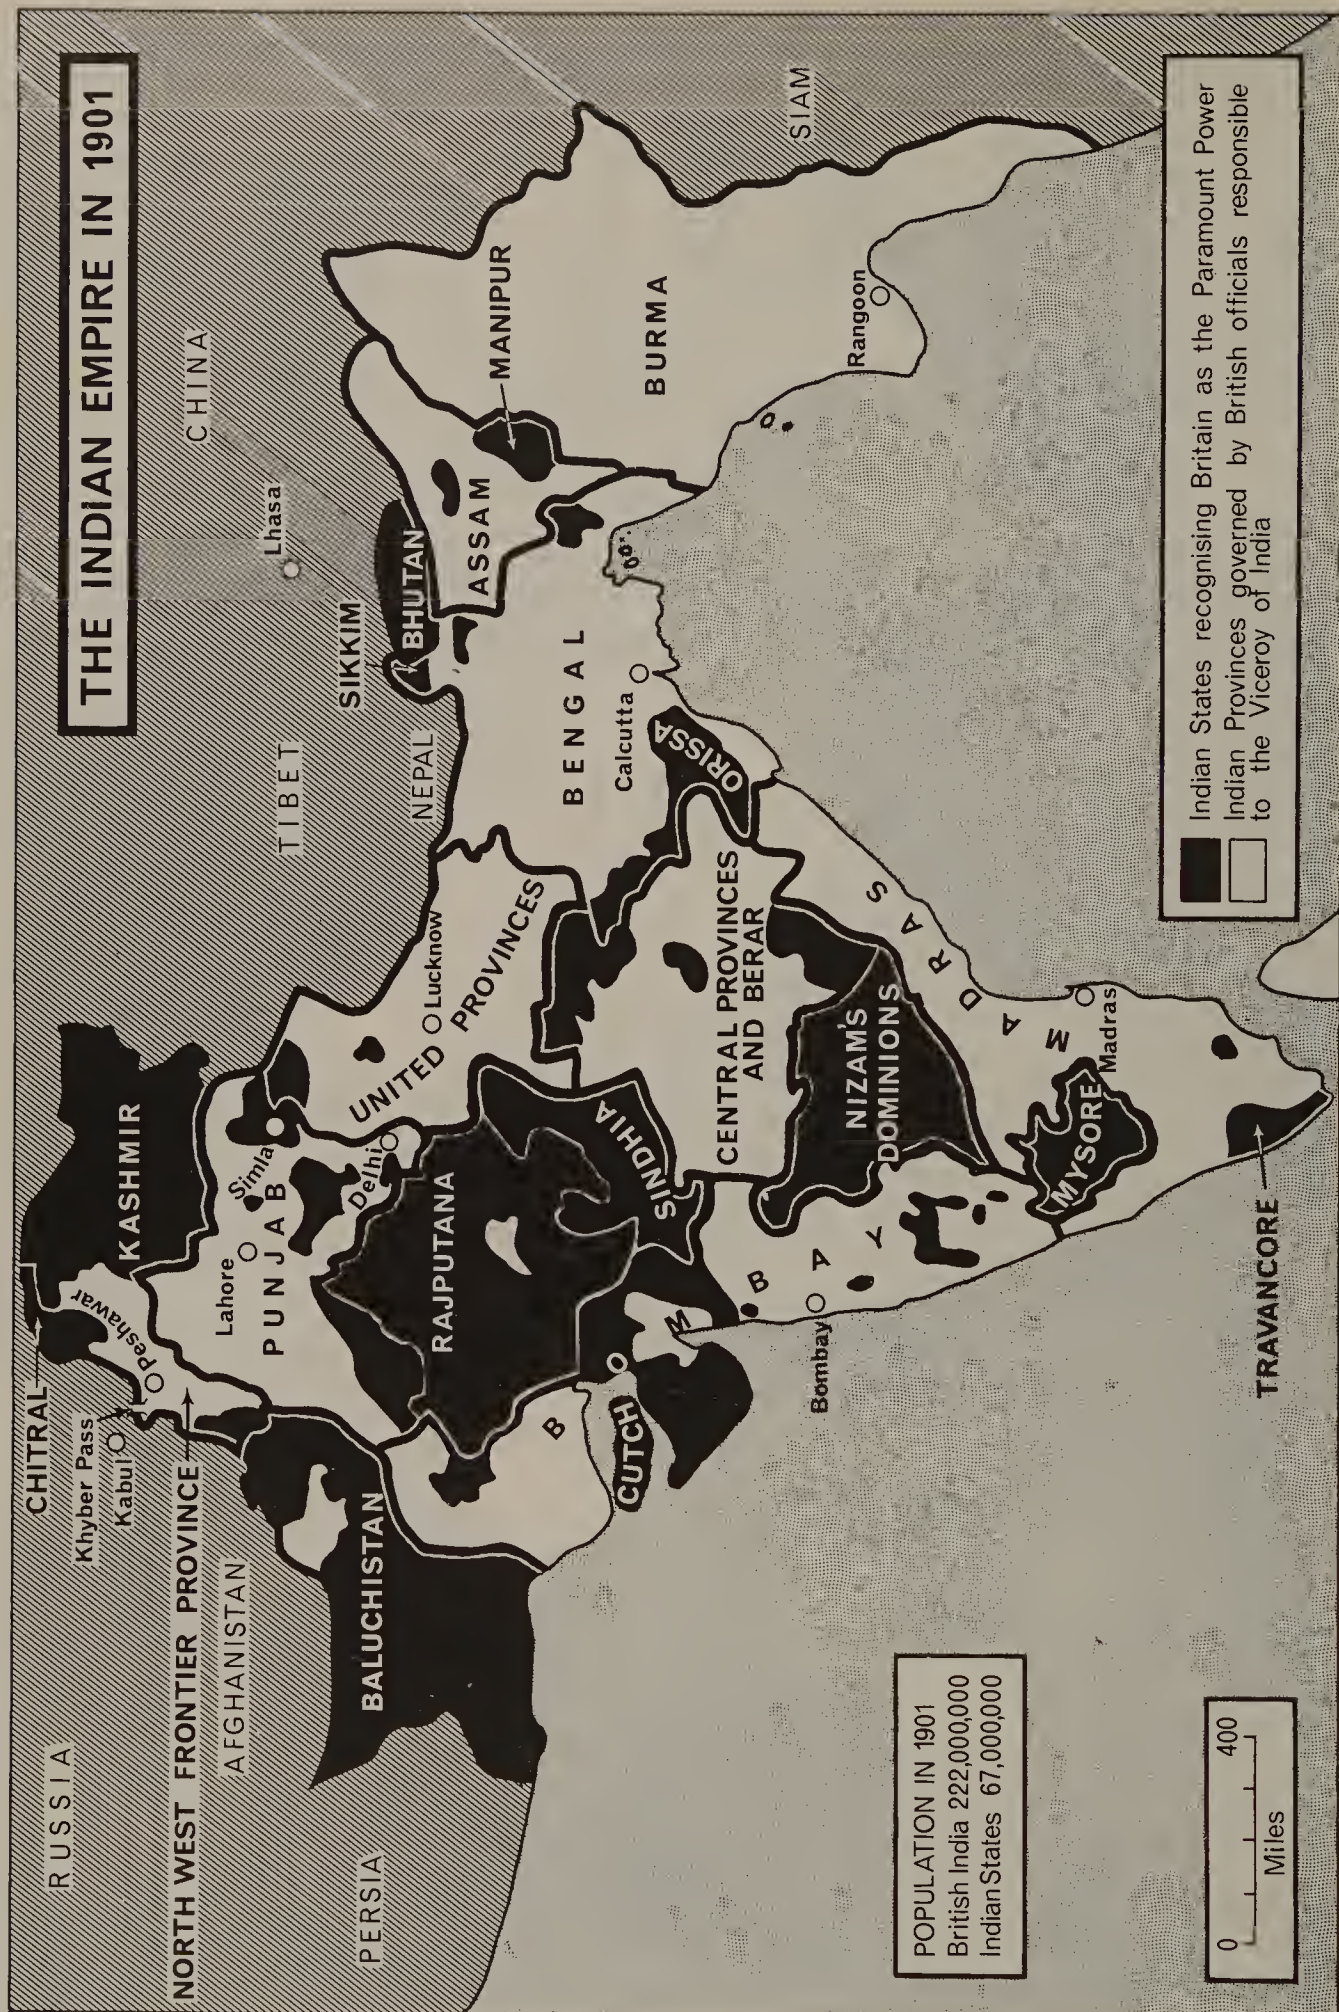 THE INDIAN EMPIRE IN 1901
RUSSIA
CHITRAL
Khyber Pass
Kabul
NORTH WEST FRONTIER PROVINCE
AFGHANISTAN
PERSIA
BALUCHISTAN
KASHMIR
Peshawar
Lahore
PUNJAB
Simla
Delhi
TIBET
CHINA
Lhasa
SIKKIM
NEPAL
BHUTAN
ASSAM
MANIPUR
BURMA
SIAM
Rangoon
UNITED PROVINCES
Lucknow
RAJPUTANA
SINDHIA
BENGAL
Calcutta
ORISSA
CENTRAL PROVINCES
AND BERAR
CUTCH
BOMBAY
Bombay
NIZAM'S
DOMINIONS
MADRAS
Madras
MYSORE
TRAVANCORE
POPULATION IN 1901
British India 222,000,000
Indian States 67,000,000
0 400
Miles
Indian States recognising Britain as the Paramount Power
Indian Provinces governed by British officials responsible
to the Viceroy of India